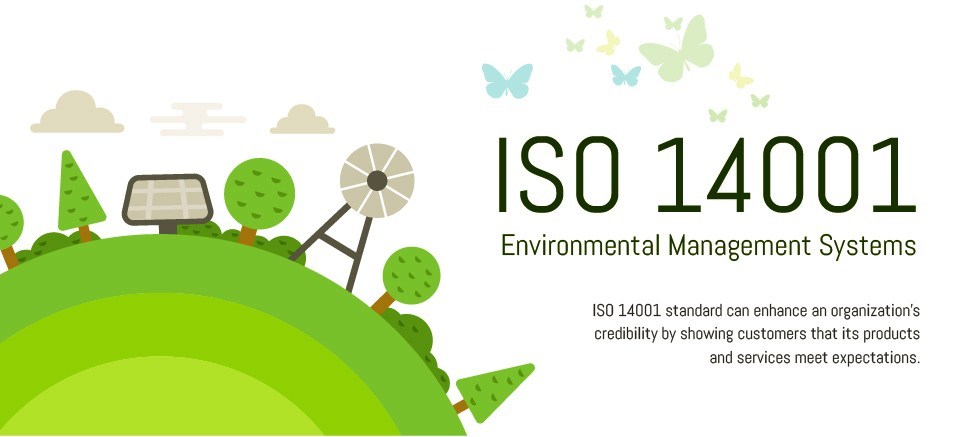 ISO 14001
Environmental Management Systems
ISO 14001 standard can enhance an organization's
credibility by showing customers that its products
and services meet expectations.